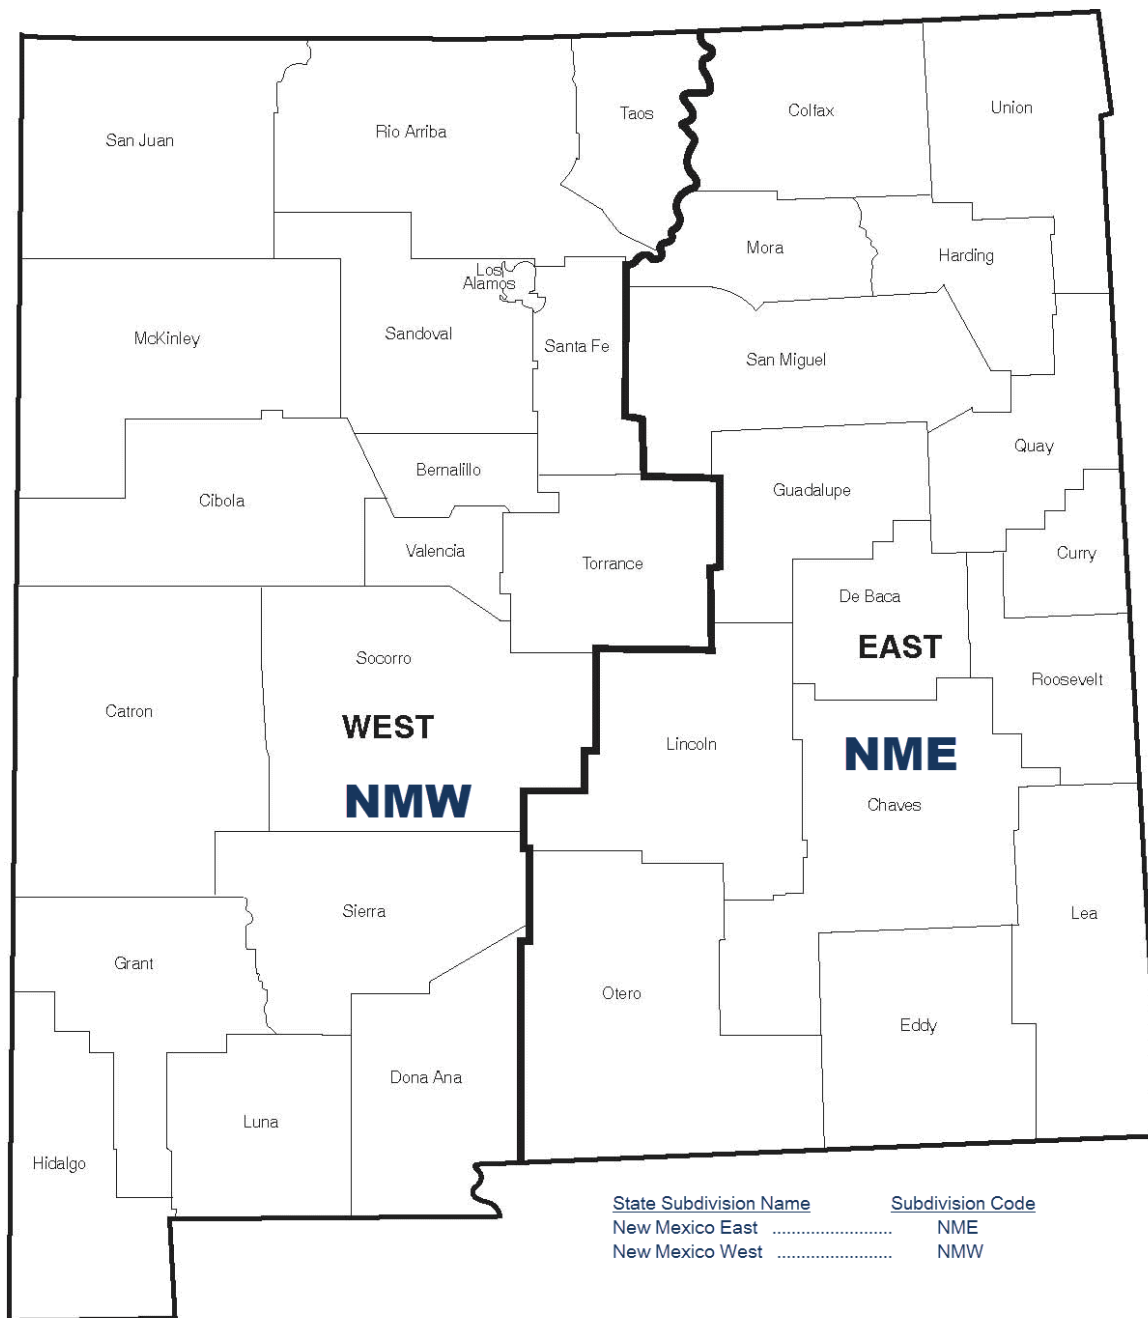 Taos
Colfax
Union
San Juan
Rio Arriba
Mora
Harding
Los
Alamos
McKinley
Sandoval
Santa Fe
San Miguel
Quay
Bernalillo
Guadalupe
Cibola
Valencia
Torrance
Curry
De Baca
EAST
Socorro
Roosevelt
Catron
WEST
Lincoln
NME
NMW
Chaves
Sierra
Lea
Grant
Otero
Eddy
Dona Ana
Luna
Hidalgo
State Subdivision Name Subdivision Code
New Mexico East ......................... NME
New Mexico West ........................ NMW